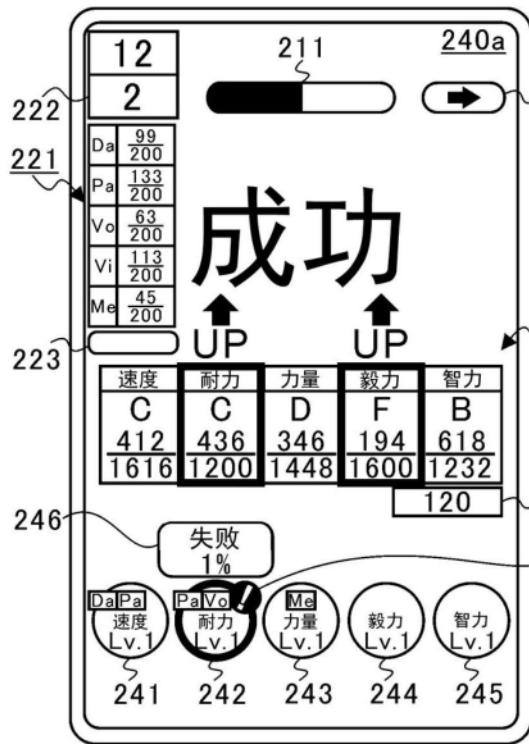 12
211
240a
222
2
221
Da 99/200
Pa 133/200
Vo 63/200
Vi 113/200
Me 45/200
成功
223
UP UP
速度 耐力 力量 毅力 智力
C C D F B
412/1616 436/1200 346/1448 194/1600 618/1232
120
246
失败
1%
Da Pa Pa Vo ! Me
速度 耐力 力量 毅力 智力
Lv.1 Lv.1 Lv.1 Lv.1 Lv.1
241 242 243 244 245